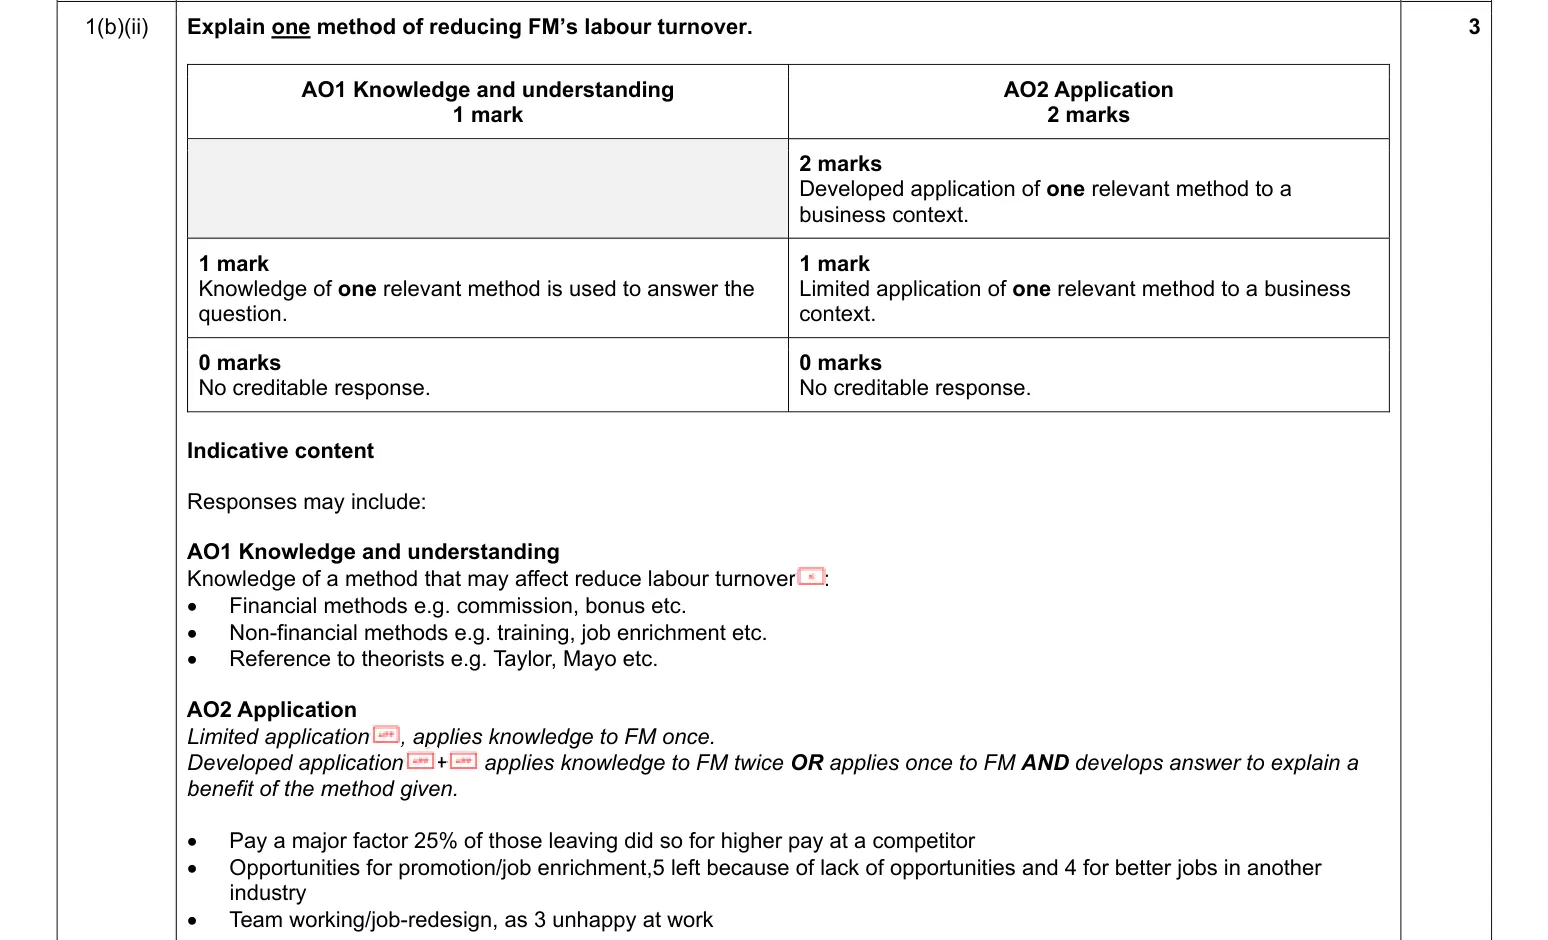 1(b)(ii)
Explain one method of reducing FM’s labour turnover.
3
AO1 Knowledge and understanding
1 mark
AO2 Application
2 marks
2 marks
Developed application of one relevant method to a
business context.
1 mark
Knowledge of one relevant method is used to answer the
question.
1 mark
Limited application of one relevant method to a business
context.
0 marks
No creditable response.
0 marks
No creditable response.
Indicative content
Responses may include:
AO1 Knowledge and understanding
Knowledge of a method that may affect reduce labour turnover :
• Financial methods e.g. commission, bonus etc.
• Non-financial methods e.g. training, job enrichment etc.
• Reference to theorists e.g. Taylor, Mayo etc.
AO2 Application
Limited application , applies knowledge to FM once.
Developed application + applies knowledge to FM twice OR applies once to FM AND develops answer to explain a
benefit of the method given.
• Pay a major factor 25% of those leaving did so for higher pay at a competitor
• Opportunities for promotion/job enrichment,5 left because of lack of opportunities and 4 for better jobs in another
industry
• Team working/job-redesign, as 3 unhappy at work